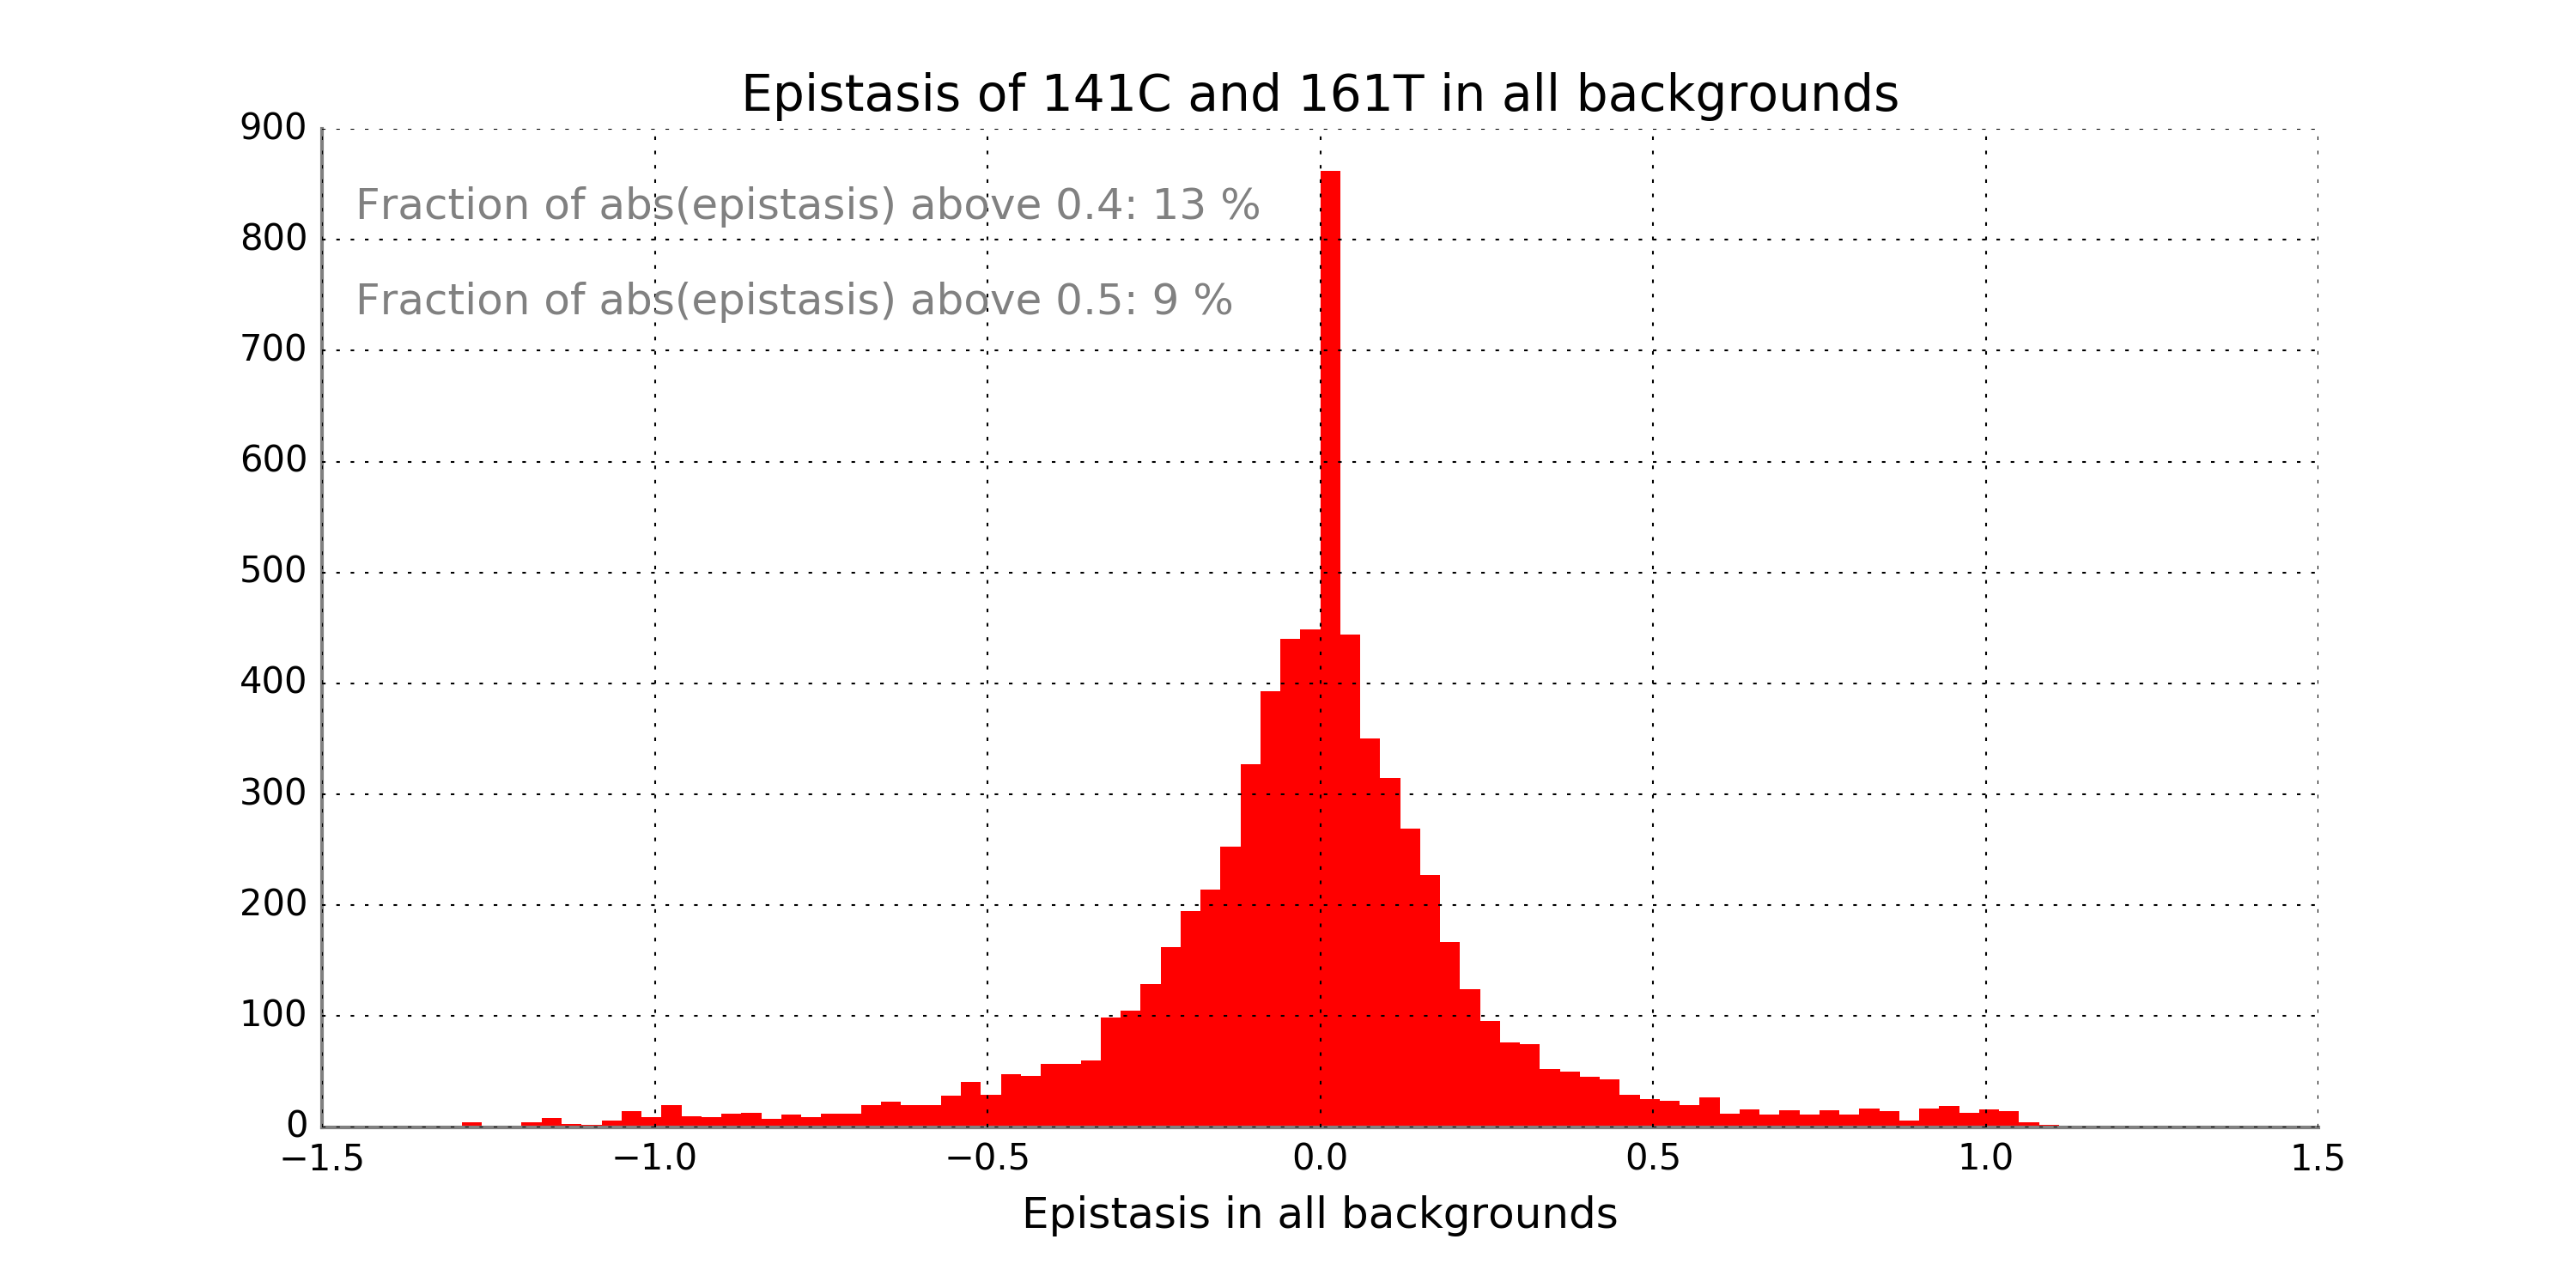 Epistasis of 141C and 161T in all backgrounds
900
Fraction of abs(epistasis) above 0.4: 13 %
800
Fraction of abs(epistasis) above 0.5: 9 %
700
600
500
400
300
200
100
0
−1.5 −1.0 −0.5 0.0 0.5 1.0 1.5
Epistasis in all backgrounds